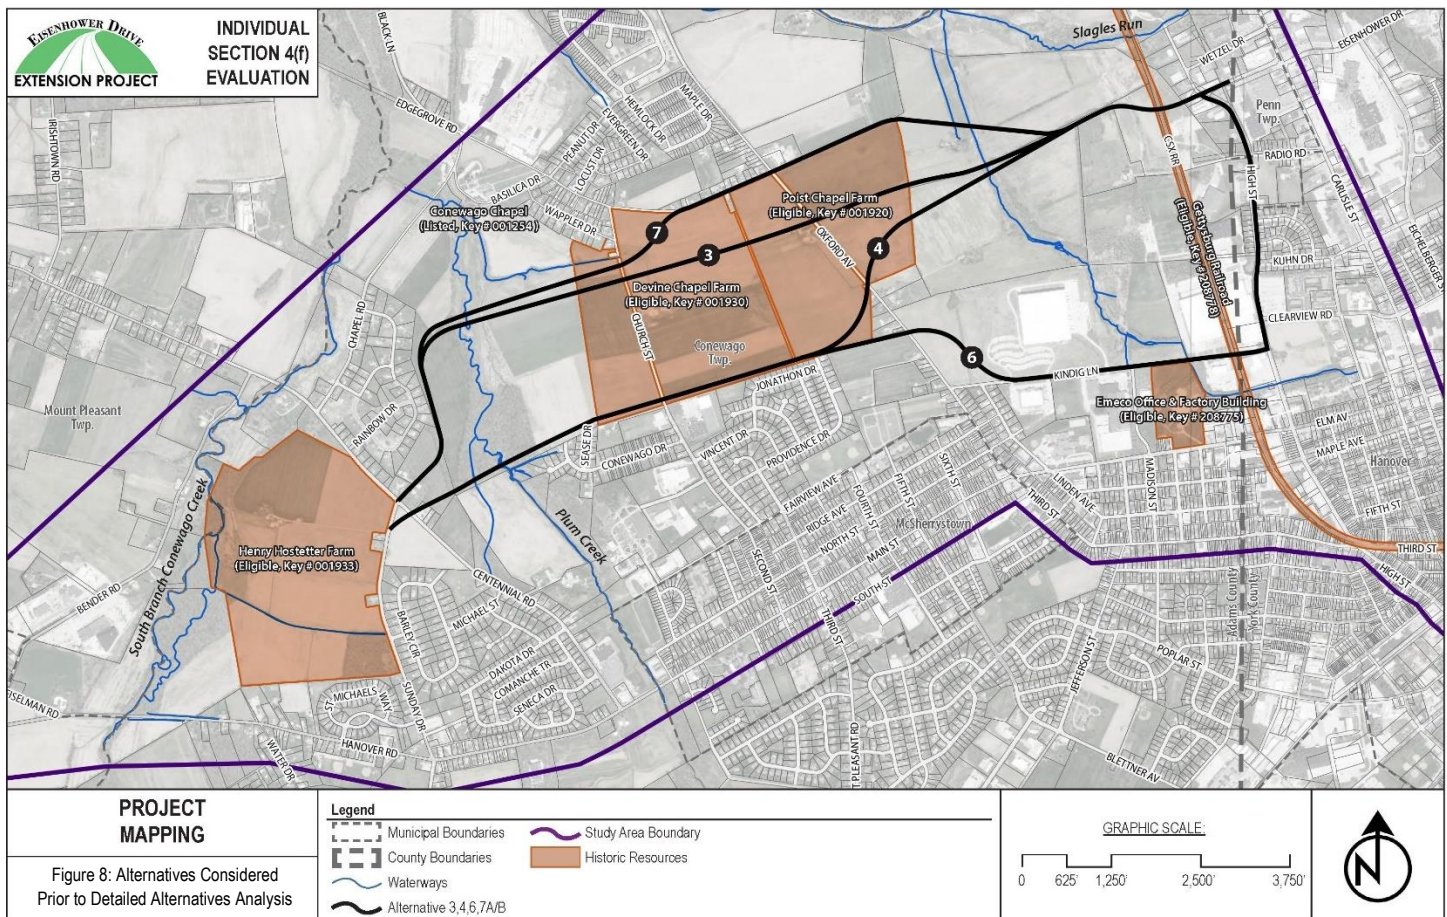 EISENHOWER DRIVE
EXTENSION PROJECT
INDIVIDUAL
SECTION 4(f)
EVALUATION
BLACK LN
Slagles Run
WETZEL DR
EISENHOWER DR
IRISHTOWN RD
EDGEGROVE RD
HEMLOCK DR
MAPLE DR
EVERGREEN DR
PEANUT DR
LOCUST DR
Penn
Twp.
CSX RR
RADIO RD
HIGH ST
CARLISLE ST
EICHELBERGER S
BASILICA DR
WAPPLER DR
Conewago Chapel
(Listed, Key # 001254)
Poist Chapel Farm
(Eligible, Key # 001920)
OXFORD AV
7
3
4
Gettysburg Railroad
(Eligible, Key # 208778)
KUHN DR
Devine Chapel Farm
(Eligible, Key # 001930)
CHURCH ST
Conewago
Twp.
CLEARVIEW RD
CHAPEL RD
6
KINDIG LN
JONATHON DR
Mount Pleasant
Twp.
RAINBOW DR
Emeco Office & Factory Building
(Eligible, Key # 208775)
ELM AV
MAPLE AVE
Hanover
SEASE DR
CONEWAGO DR
VINCENT DR
PROVIDENCE DR
SIXTH ST
FIFTH ST
FOURTH ST
LINDEN AVE
MADISON ST
FIFTH ST
FAIRVIEW AVE
RIDGE AVE
NORTH ST
MAIN ST
McSherrystown
THIRD ST
South Branch Conewago Creek
Plum Creek
Henry Hostetter Farm
(Eligible, Key # 001933)
SECOND ST
SOUTH ST
THIRD ST
HIGH ST
BENDER RD
CENTENNIAL RD
MICHAEL ST
BARLEY CIR
DAKOTA DR
COMANCHE TR
SENECA DR
THIRD ST
Adams County
York County
JEFFERSON ST
POPLAR ST
EISELMAN RD
ST MICHAELS
WAY
SUNDAY DR
HANOVER RD
WATER DR
T PLEASANT RD
BLETTNER AV
PROJECT
MAPPING
Figure 8: Alternatives Considered
Prior to Detailed Alternatives Analysis
Legend
Municipal Boundaries
County Boundaries
Waterways
Alternative 3,4,6,7A/B
Study Area Boundary
Historic Resources
GRAPHIC SCALE:
0 625' 1,250' 2,500' 3,750'
N